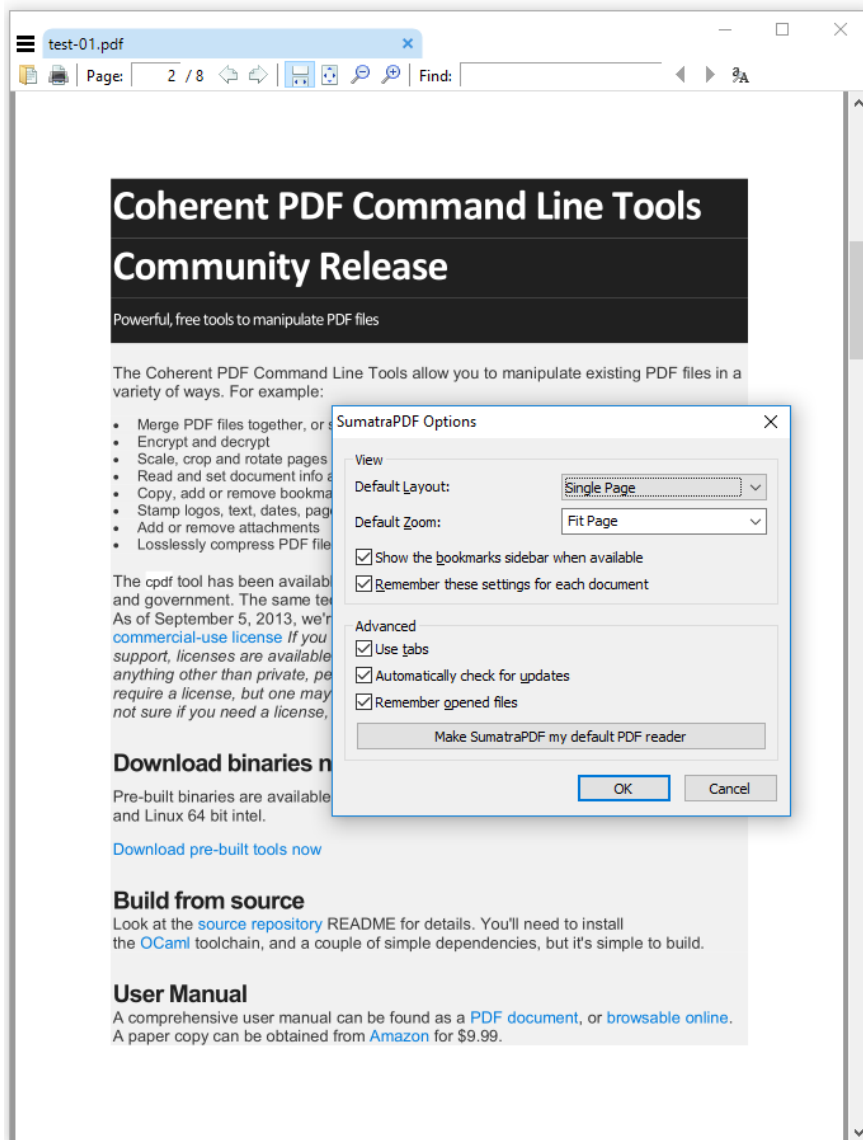 test-01.pdf
Page: 2 / 8 Find:
Coherent PDF Command Line Tools
Community Release
Powerful, free tools to manipulate PDF files
The Coherent PDF Command Line Tools allow you to manipulate existing PDF files in a
variety of ways. For example:
• Merge PDF files together, or
• Encrypt and decrypt
• Scale, crop and rotate pages
• Read and set document info
• Copy, add or remove
• Stamp logos, text, dates,
• Add or remove attachments
• Losslessly compress PDF
The cpdf tool has been
and government. The same
As of September 5, 2013,
commercial-use license If you
support, licenses are available
anything other than private,
require a license, but one may
not sure if you need a license,
Download binaries
Pre-built binaries are available
and Linux 64 bit intel.
Download pre-built tools now
Build from source
Look at the source repository README for details. You'll need to install
the OCaml toolchain, and a couple of simple dependencies, but it's simple to build.
User Manual
A comprehensive user manual can be found as a PDF document, or browsable online.
A paper copy can be obtained from Amazon for $9.99.
SumatraPDF Options
View
Default Layout: Single Page
Default Zoom: Fit Page
Show the bookmarks sidebar when available
Remember these settings for each document
Advanced
Use tabs
Automatically check for updates
Remember opened files
Make SumatraPDF my default PDF reader
OK Cancel